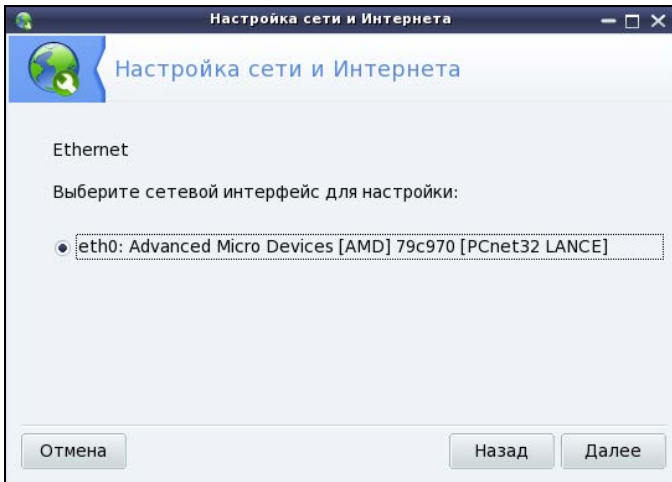 Настройка сети и Интернета
Настройка сети и Интернета
Ethernet
Выберите сетевой интерфейс для настройки:
eth0: Advanced Micro Devices [AMD] 79c970 [PCnet32 LANCE]
Отмена Назад Далее